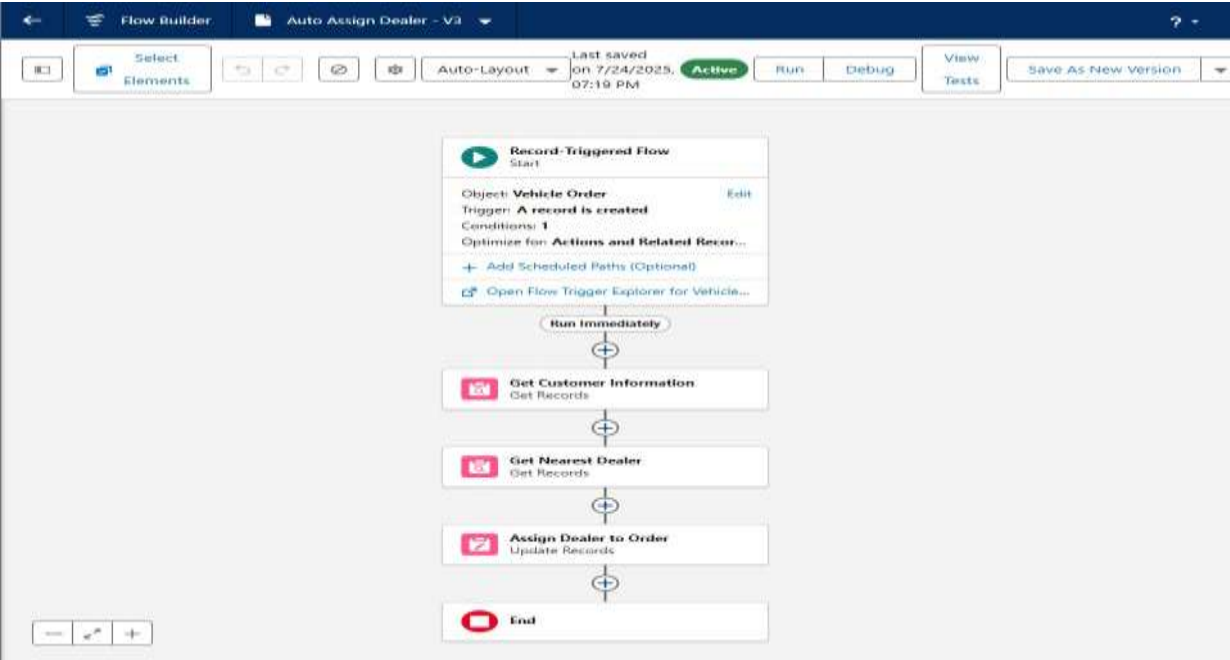 Flow Builder
Auto Assign Dealer - V3
? -
Select
Elements
Auto-Layout
Last saved
on 7/24/2025,
07:19 PM
Active
Run
Debug
View
Tests
Save As New Version
Record-Triggered Flow
Start
Object: Vehicle Order
Edit
Trigger: A record is created
Conditions: 1
Optimize for: Actions and Related Recor...
+ Add Scheduled Paths (Optional)
Open Flow Trigger Explorer for Vehicle...
Run Immediately
Get Customer Information
Get Records
Get Nearest Dealer
Get Records
Assign Dealer to Order
Update Records
End